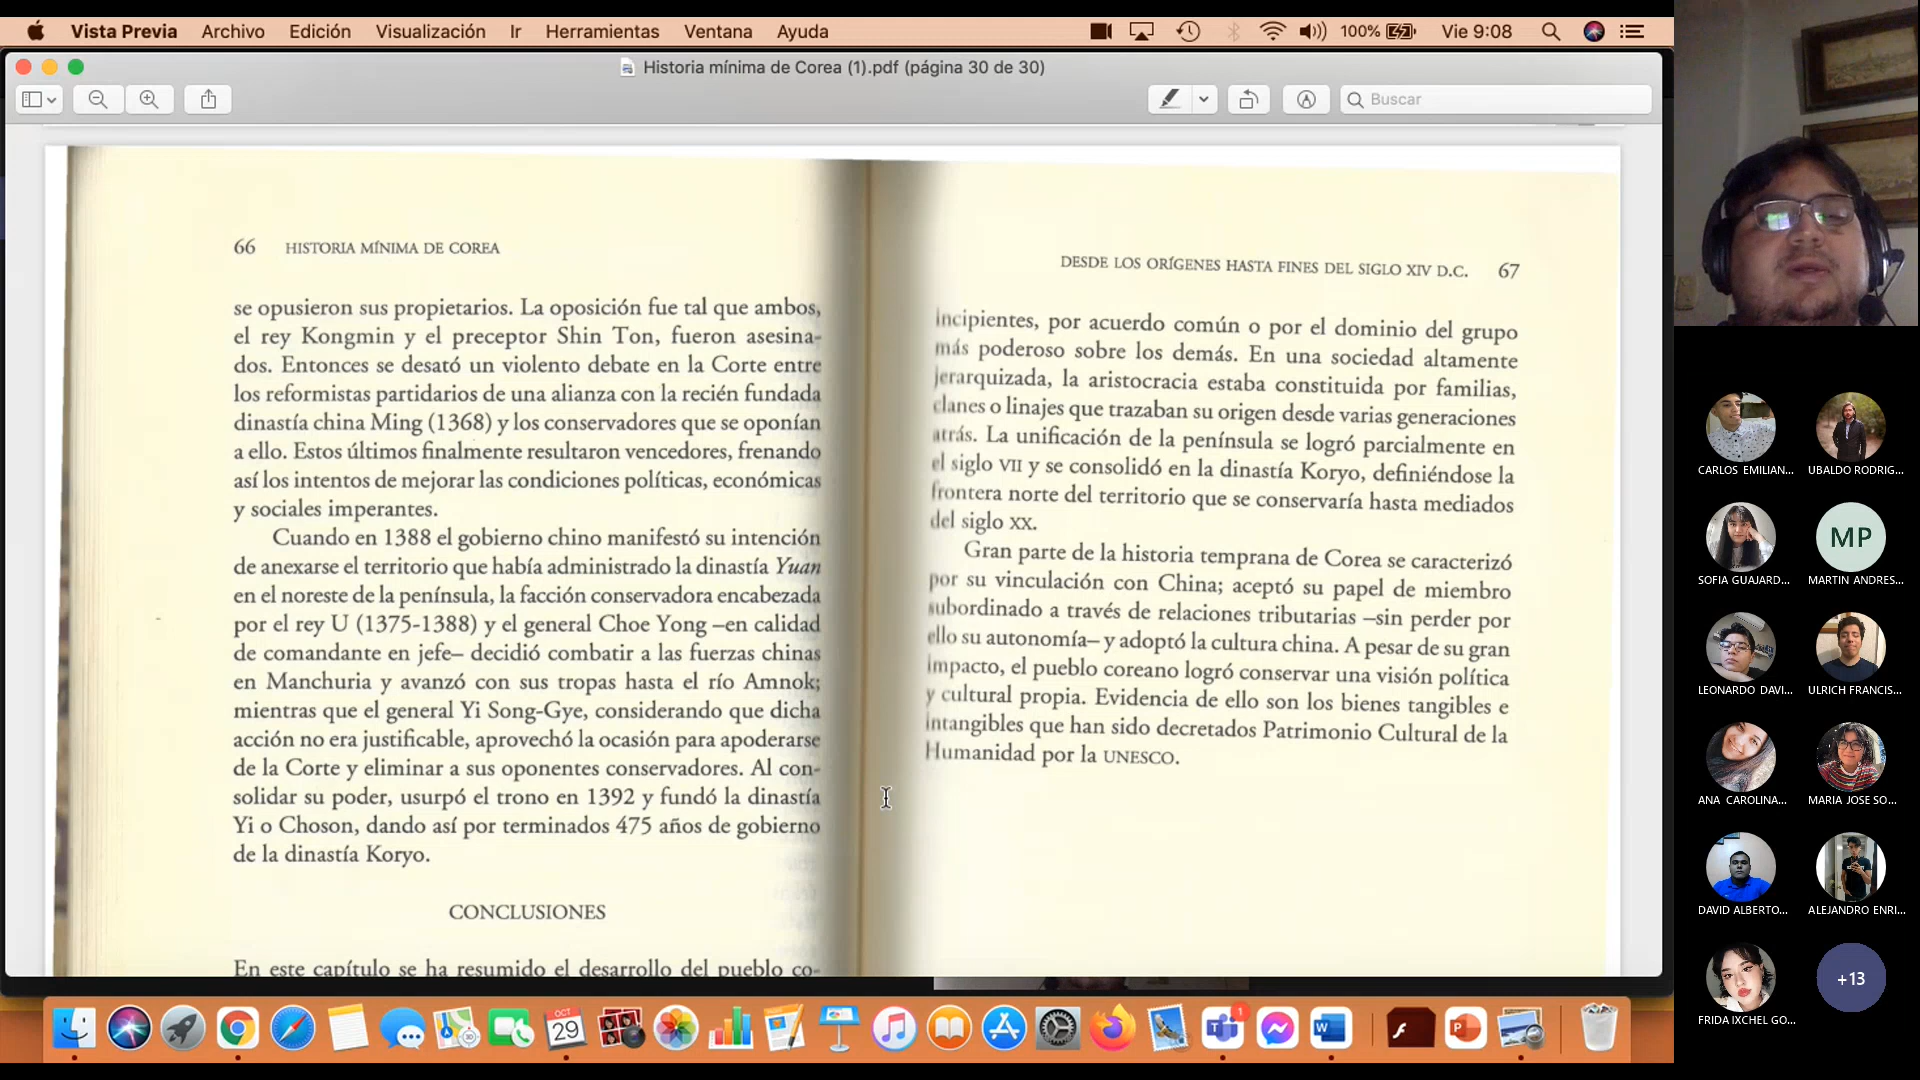 Vista Previa Archivo Edición Visualización Ir Herramientas Ventana Ayuda 100% Vie 9:08
Historia mínima de Corea (1).pdf (página 30 de 30)
Buscar
66 HISTORIA MÍNIMA DE COREA
se opusieron sus propietarios. La oposición fue tal que ambos,
el rey Kongmin y el preceptor Shin Ton, fueron asesina-
dos. Entonces se desató un violento debate en la Corte entre
los reformistas partidarios de una alianza con la recién fundada
dinastía china Ming (1368) y los conservadores que se oponían
a ello. Estos últimos finalmente resultaron vencedores, frenando
así los intentos de mejorar las condiciones políticas, económicas
y sociales imperantes.
Cuando en 1388 el gobierno chino manifestó su intención
de anexarse el territorio que había administrado la dinastía Yuan
en el noreste de la península, la facción conservadora encabezada
por el rey U (1375-1388) y el general Choe Yong –en calidad
de comandante en jefe– decidió combatir a las fuerzas chinas
en Manchuria y avanzó con sus tropas hasta el río Amnok;
mientras que el general Yi Song-Gye, considerando que dicha
acción no era justificable, aprovechó la ocasión para apoderarse
de la Corte y eliminar a sus oponentes conservadores. Al con-
solidar su poder, usurpó el trono en 1392 y fundó la dinastía
Yi o Choson, dando así por terminados 475 años de gobierno
de la dinastía Koryo.
CONCLUSIONES
En este capítulo se ha resumido el desarrollo del pueblo co-
DESDE LOS ORÍGENES HASTA FINES DEL SIGLO XIV D.C. 67
incipientes, por acuerdo común o por el dominio del grupo
más poderoso sobre los demás. En una sociedad altamente
jerarquizada, la aristocracia estaba constituida por familias,
clanes o linajes que trazaban su origen desde varias generaciones
atrás. La unificación de la península se logró parcialmente en
el siglo VII y se consolidó en la dinastía Koryo, definiéndose la
frontera norte del territorio que se conservaría hasta mediados
del siglo XX.
Gran parte de la historia temprana de Corea se caracterizó
por su vinculación con China; aceptó su papel de miembro
subordinado a través de relaciones tributarias –sin perder por
ello su autonomía– y adoptó la cultura china. A pesar de su gran
impacto, el pueblo coreano logró conservar una visión política
y cultural propia. Evidencia de ello son los bienes tangibles e
intangibles que han sido decretados Patrimonio Cultural de la
Humanidad por la UNESCO.
CARLOS EMILIAN...
UBALDO RODRIG...
SOFIA GUAJARD...
MP
MARTIN ANDRES...
LEONARDO DAVI...
ULRICH FRANCIS...
ANA CAROLINA...
MARIA JOSE SO...
DAVID ALBERTO...
ALEJANDRO ENRI...
FRIDA IXCHEL GO...
+13
OCT
29
1